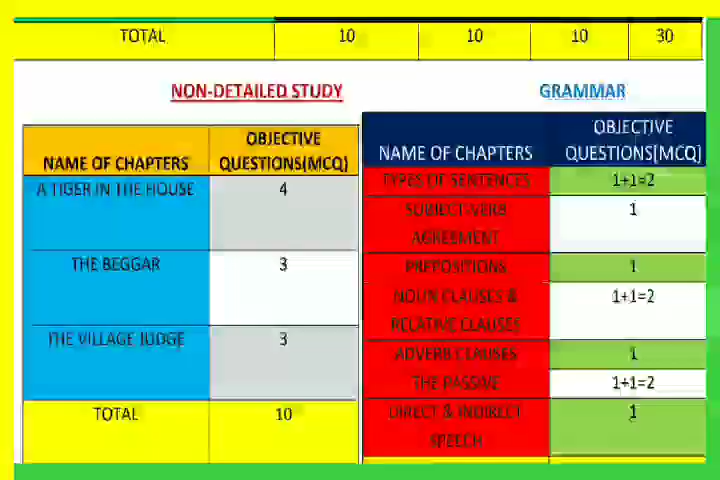 TOTAL 10 10 10 30
NON-DETAILED STUDY
NAME OF CHAPTERS OBJECTIVE QUESTIONS(MCQ)
A TIGER IN THE HOUSE 4
THE BEGGAR 3
THE VILLAGE JUDGE 3
TOTAL 10
GRAMMAR
NAME OF CHAPTERS OBJECTIVE QUESTIONS(MCQ)
TYPES OF SENTENCES 1+1=2
SUBJECT-VERB 1
AGREEMENT
PREPOSITIONS 1
NOUN CLAUSES & 1+1=2
RELATIVE CLAUSES
ADVERB CLAUSES 1
THE PASSIVE 1+1=2
DIRECT & INDIRECT 1
SPEECH